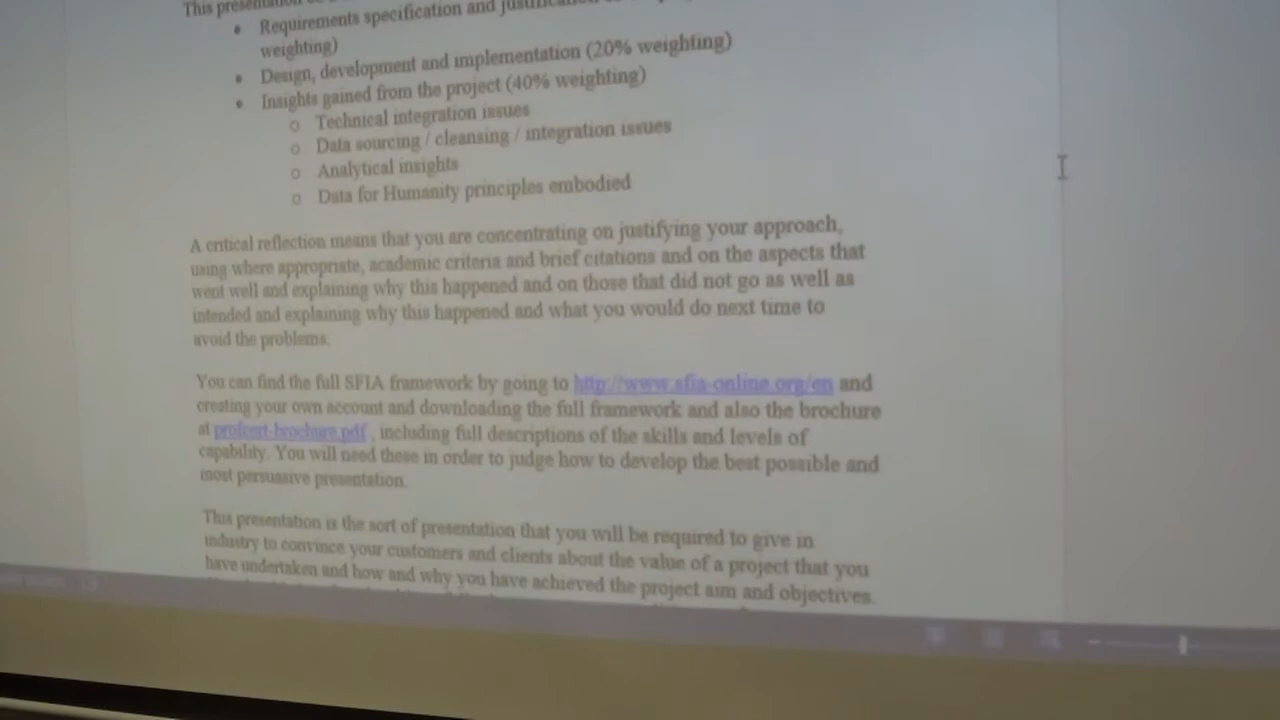 This presentation
Requirements specification and
weighting)
Design, development and implementation (20% weighting)
Insights gained from the project (40% weighting)
Technical integration issues
Data sourcing / cleansing / integration issues
Analytical insights
Data for Humanity principles embodied
A critical reflection means that you are concentrating on justifying your approach,
using where appropriate, academic criteria and brief citations and on the aspects that
went well and explaining why this happened and on those that did not go as well as
intended and explaining why this happened and what you would do next time to
avoid the problems.
You can find the full SFIA framework by going to http://www.sfia-online.org/en and
creating your own account and downloading the full framework and also the brochure
at profcert-brochure.pdf , including full descriptions of the skills and levels of
capability. You will need these in order to judge how to develop the best possible and
most persuasive presentation.
This presentation is the sort of presentation that you will be required to give in
industry to convince your customers and clients about the value of a project that you
have undertaken and how and why you have achieved the project aim and objectives.